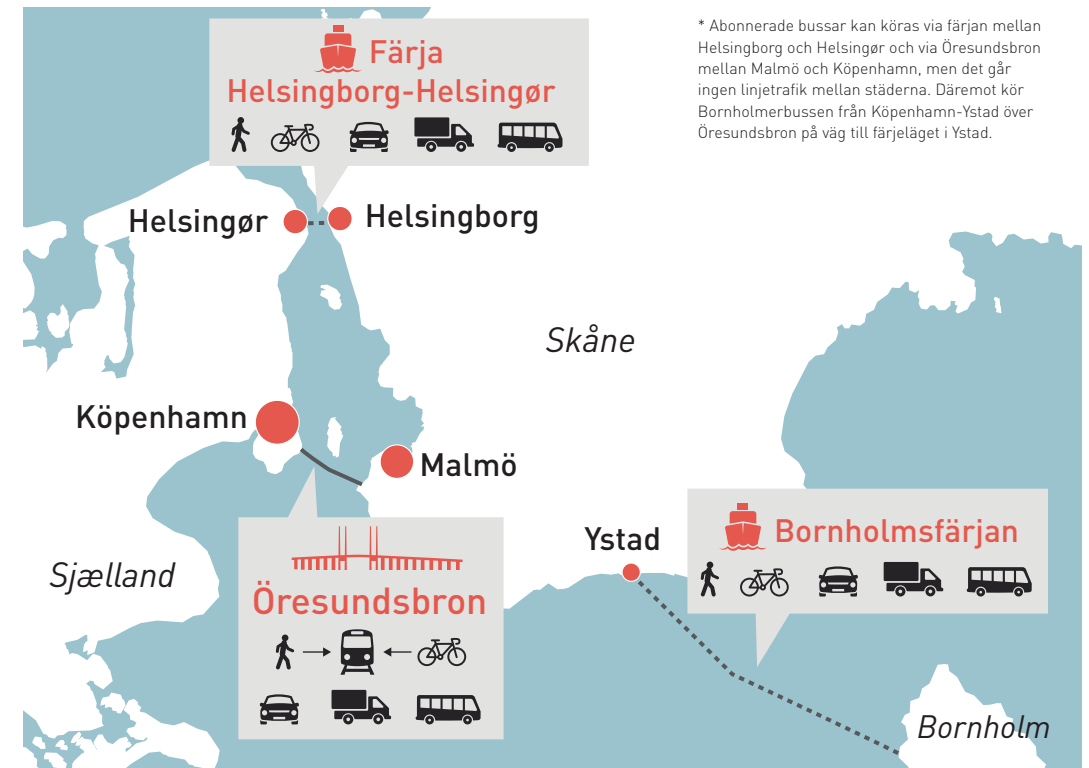 * Abonnerade bussar kan köras via färjan mellan
Helsingborg och Helsingør och via Öresundsbron
mellan Malmö och Köpenhamn, men det går
ingen linjetrafik mellan städerna. Däremot kör
Bornholmerbussen från Köpenhamn-Ystad över
Öresundsbron på väg till färjeläget i Ystad.
Färja
Helsingborg-Helsingør
Helsingør
Helsingborg
Skåne
Köpenhamn
Malmö
Ystad
Bornholmsfärjan
Sjælland
Öresundsbron
Bornholm